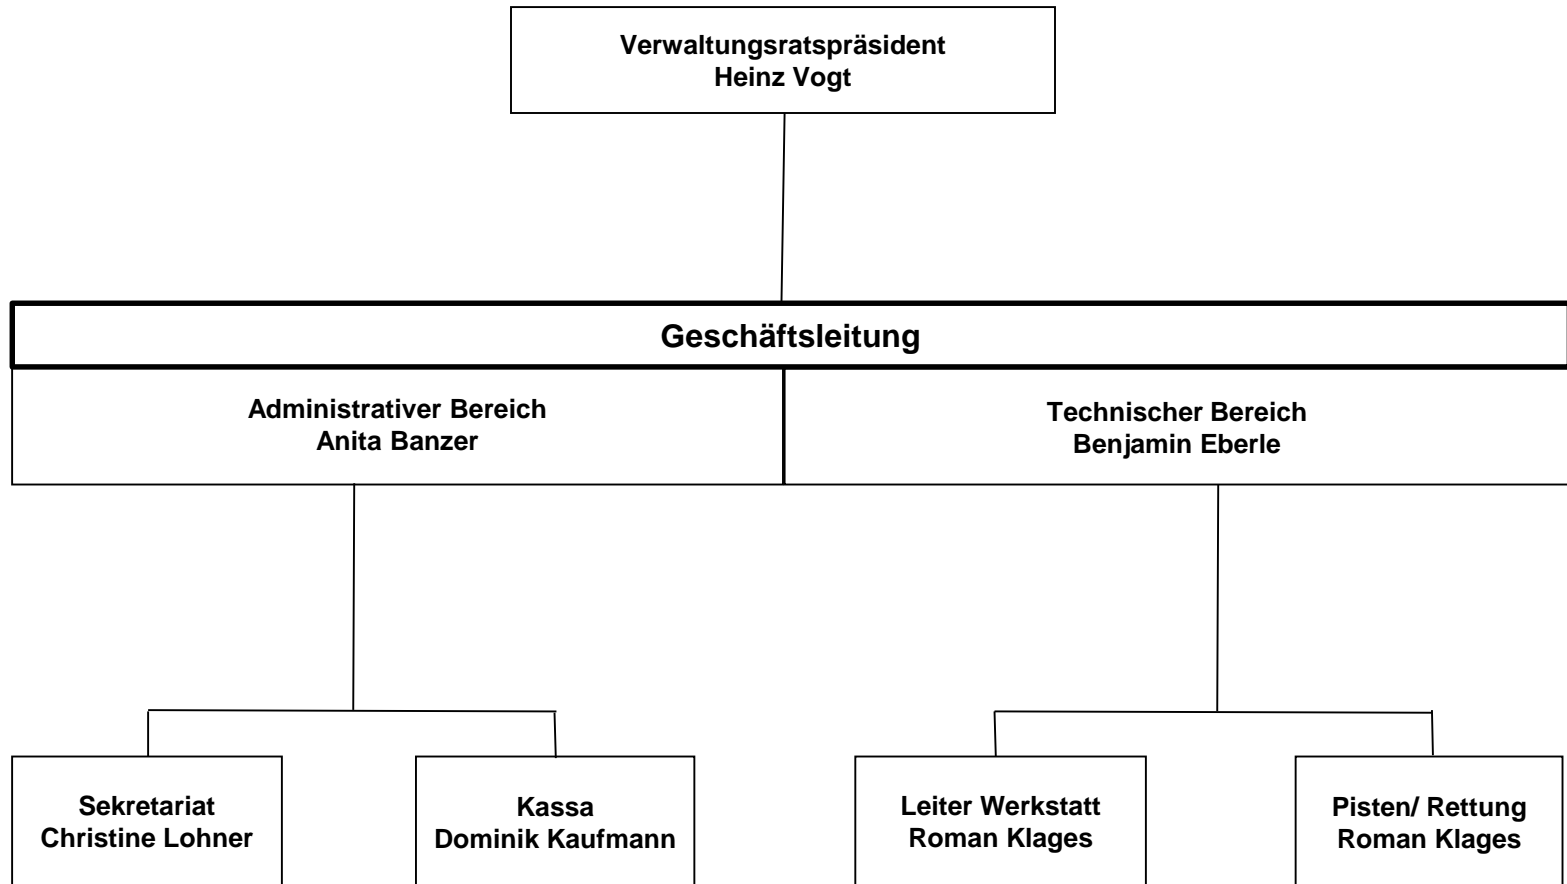 Verwaltungsratspräsident
Heinz Vogt
Geschäftsleitung
Administrativer Bereich
Anita Banzer
Technischer Bereich
Benjamin Eberle
Sekretariat
Christine Lohner
Kassa
Dominik Kaufmann
Leiter Werkstatt
Roman Klages
Pisten/ Rettung
Roman Klages